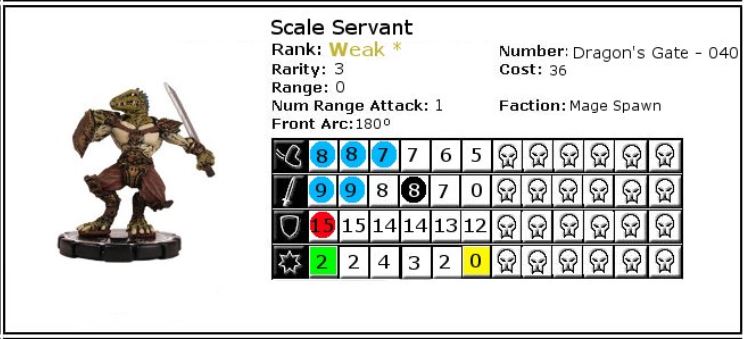 Scale Servant
Rank: Weak *
Number: Dragon's Gate - 040
Rarity: 3
Cost: 36
Range: 0
Num Range Attack: 1
Faction: Mage Spawn
Front Arc:180º
8 8 7 7 6 5
9 9 8 8 7 0
15 15 14 14 13 12
2 2 4 3 2 0